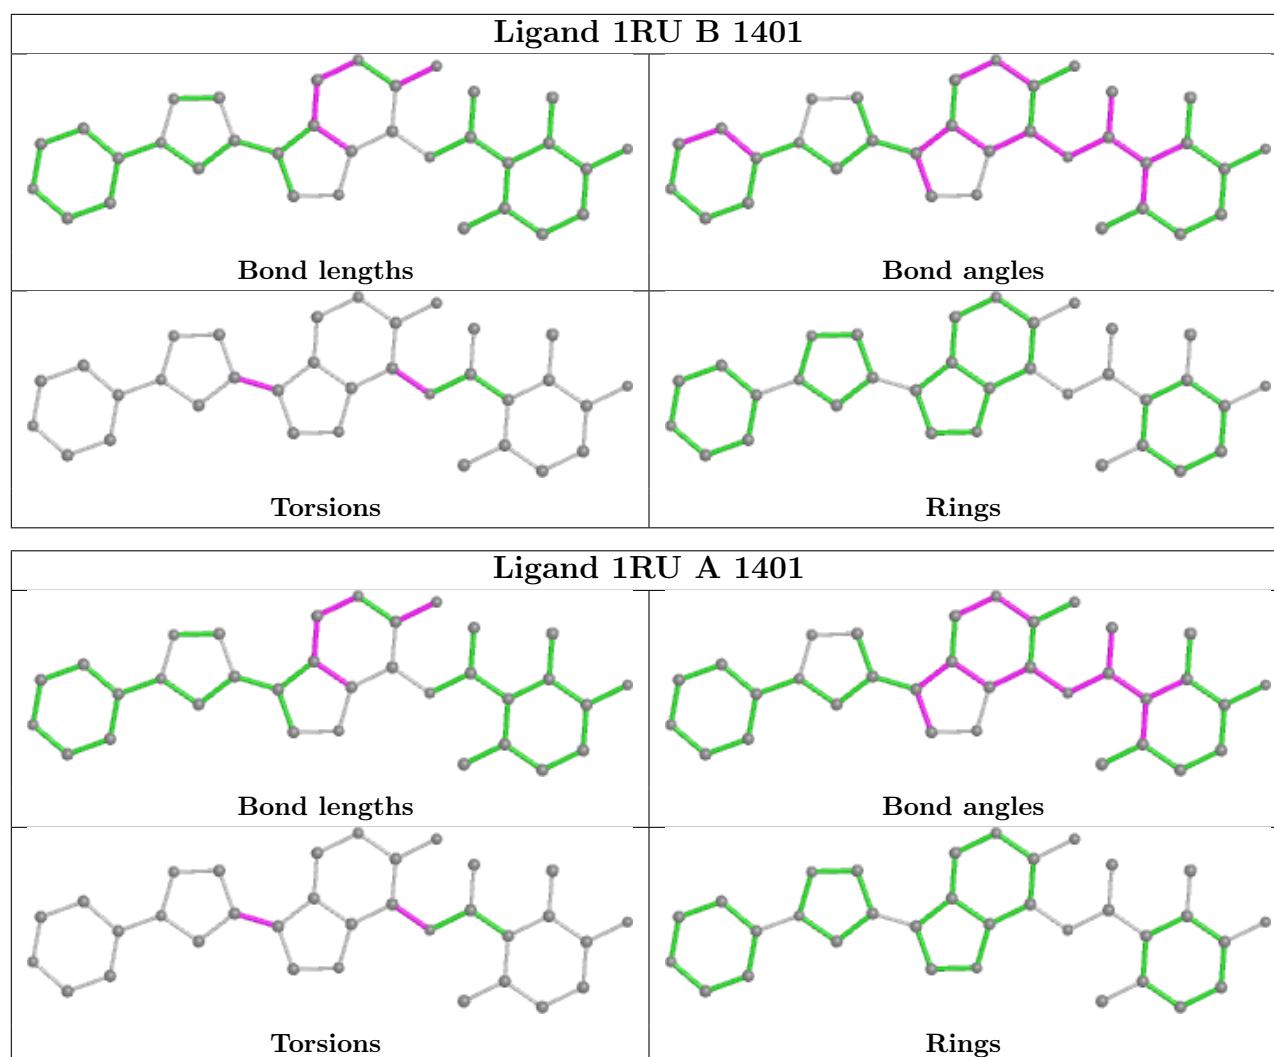 Ligand 1RU B 1401
Bond lengths
Bond angles
Torsions
Rings
Ligand 1RU A 1401
Bond lengths
Bond angles
Torsions
Rings